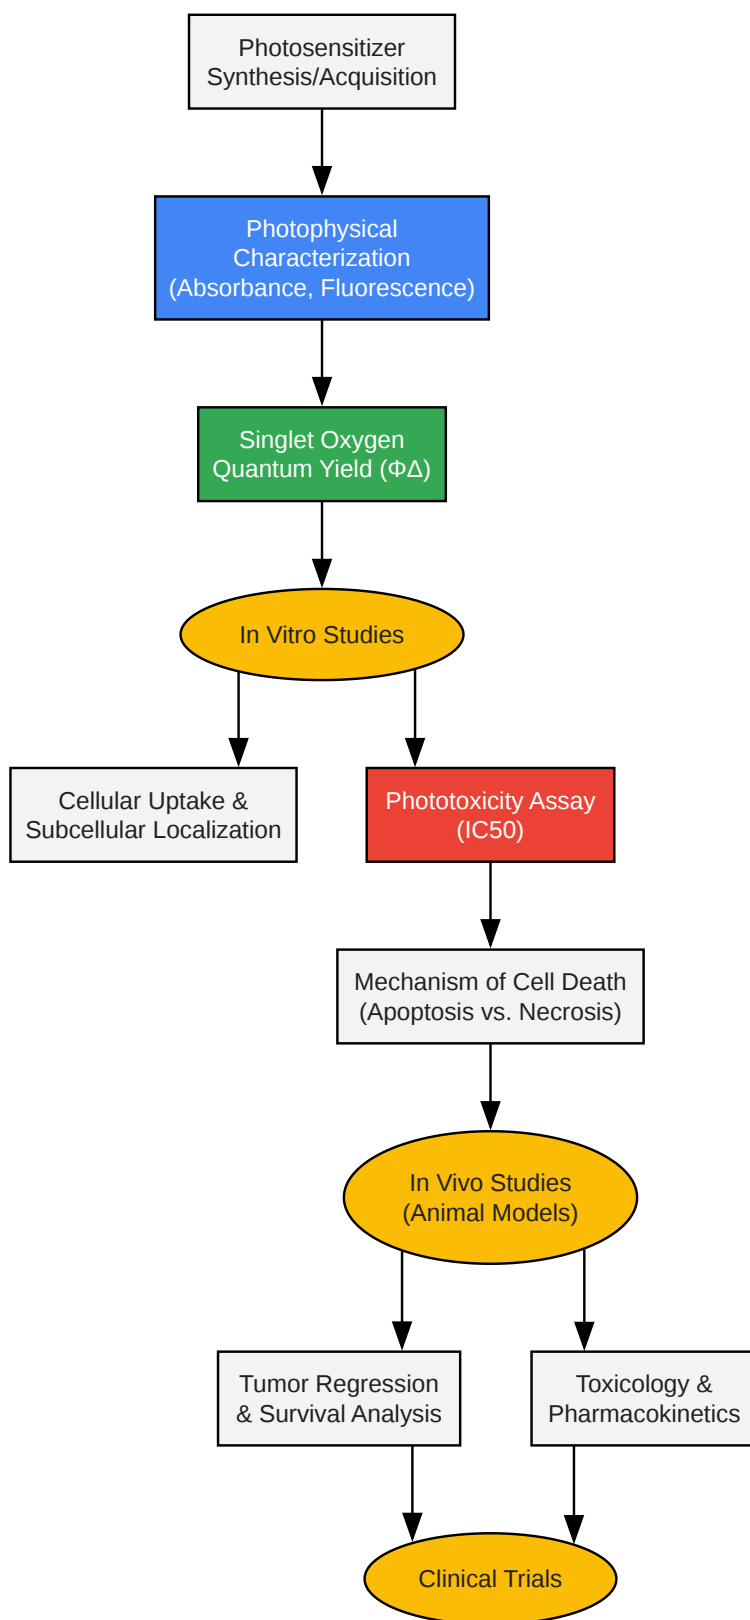 Photosensitizer
Synthesis/Acquisition
Photophysical
Characterization
(Absorbance, Fluorescence)
Singlet Oxygen
Quantum Yield (ΦΔ)
In Vitro Studies
Cellular Uptake &
Subcellular Localization
Phototoxicity Assay
(IC50)
Mechanism of Cell Death
(Apoptosis vs. Necrosis)
In Vivo Studies
(Animal Models)
Tumor Regression
& Survival Analysis
Toxicology &
Pharmacokinetics
Clinical Trials